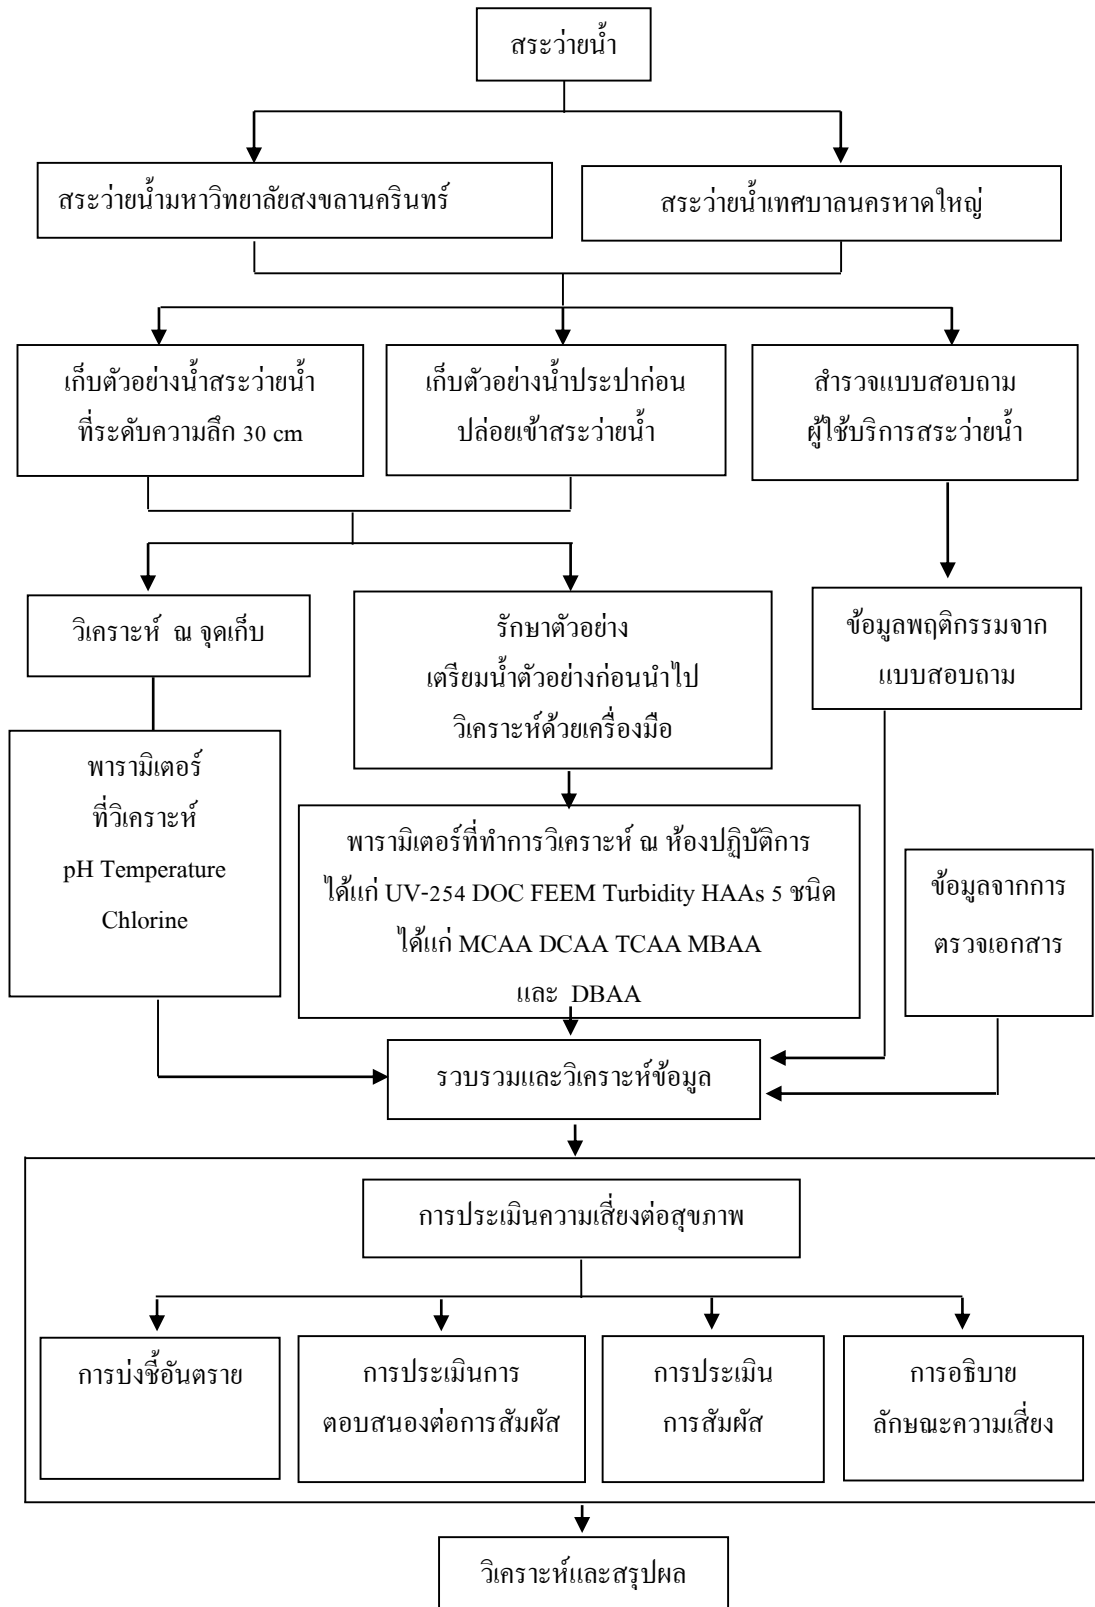 สระว่ายน้ำ
สระว่ายน้ำมหาวิทยาลัยสงขลานครินทร์
สระว่ายน้ำเทศบาลนครหาดใหญ่
เก็บตัวอย่างน้ำสระว่ายน้ำ
ที่ระดับความลึก 30 cm
เก็บตัวอย่างน้ำประปาก่อน
ปล่อยเข้าสระว่ายน้ำ
สำรวจแบบสอบถาม
ผู้ใช้บริการสระว่ายน้ำ
วิเคราะห์ ณ จุดเก็บ
รักษาตัวอย่าง
เตรียมน้ำตัวอย่างก่อนนำไป
วิเคราะห์ด้วยเครื่องมือ
ข้อมูลพฤติกรรมจาก
แบบสอบถาม
พารามิเตอร์
ที่วิเคราะห์
pH Temperature
Chlorine
พารามิเตอร์ที่ทำการวิเคราะห์ ณ ห้องปฏิบัติการ
ได้แก่ UV-254 DOC FEEM Turbidity HAAs 5 ชนิด
ได้แก่ MCAA DCAA TCAA MBAA
และ DBAA
ข้อมูลจากการ
ตรวจเอกสาร
รวบรวมและวิเคราะห์ข้อมูล
การประเมินความเสี่ยงต่อสุขภาพ
การบ่งชี้อันตราย
การประเมินการ
ตอบสนองต่อการสัมผัส
การประเมิน
การสัมผัส
การอธิบาย
ลักษณะความเสี่ยง
วิเคราะห์และสรุปผล